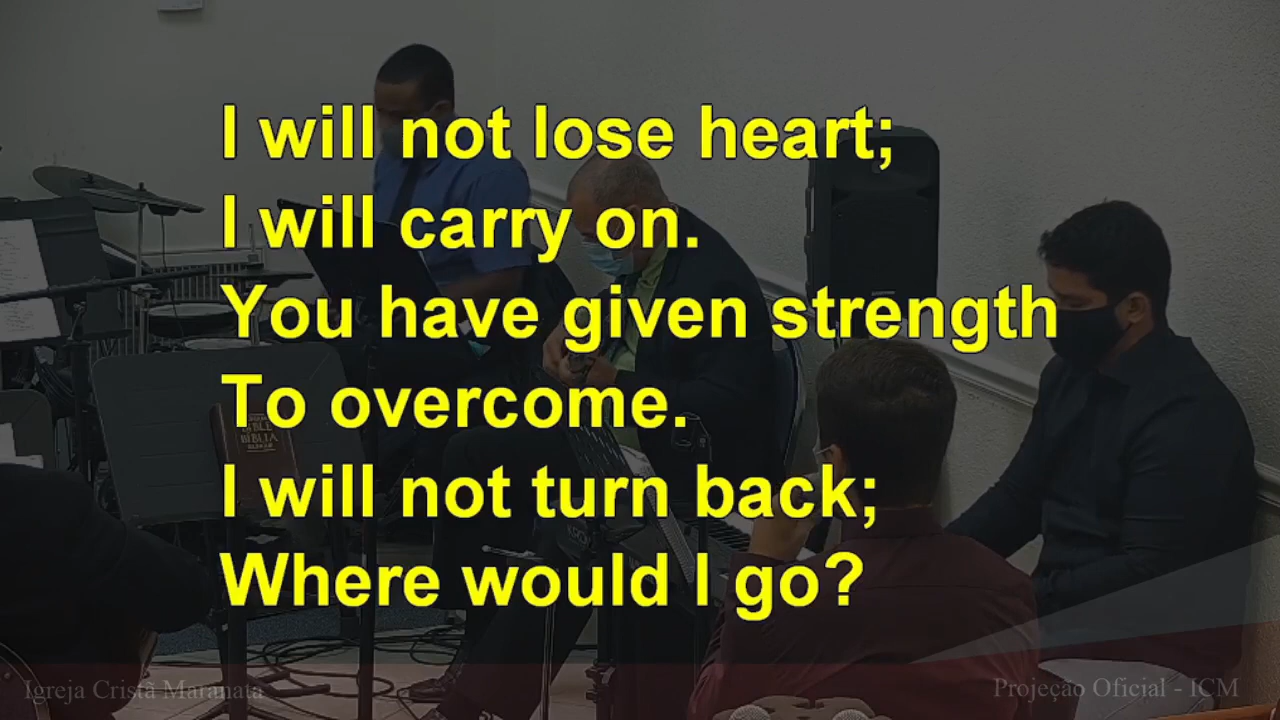 I will not lose heart;
I will carry on.
You have given strength
To overcome.
I will not turn back;
Where would I go?
BIBLIA
Igreja Cristã Maranata
Projeção Oficial - ICM